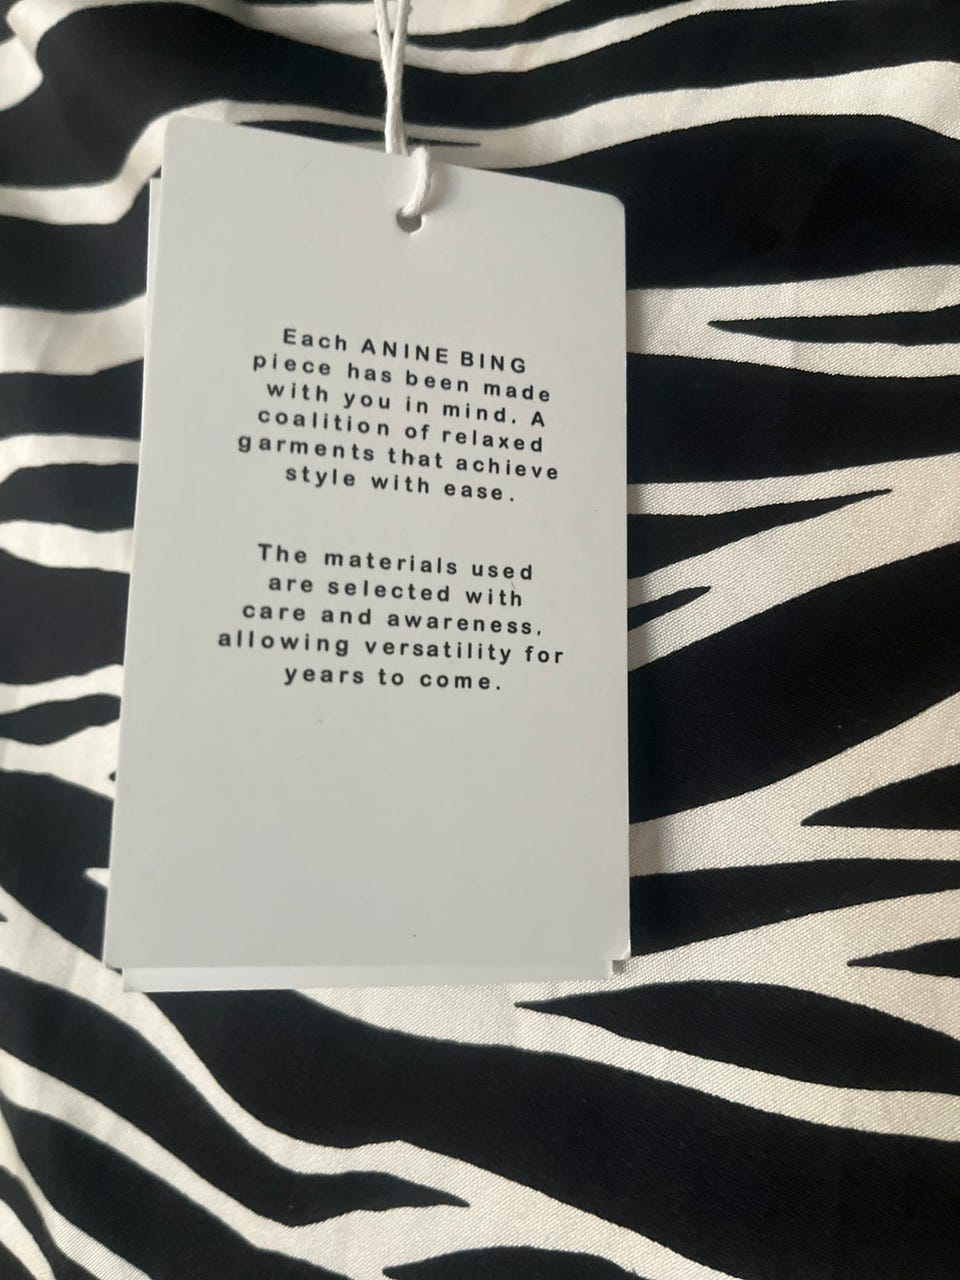 Each ANINE BING
piece has been made
with you in mind. A
coalition of relaxed
garments that achieve
style with ease.
The materials used
are selected with
care and awareness,
allowing versatility for
years to come.